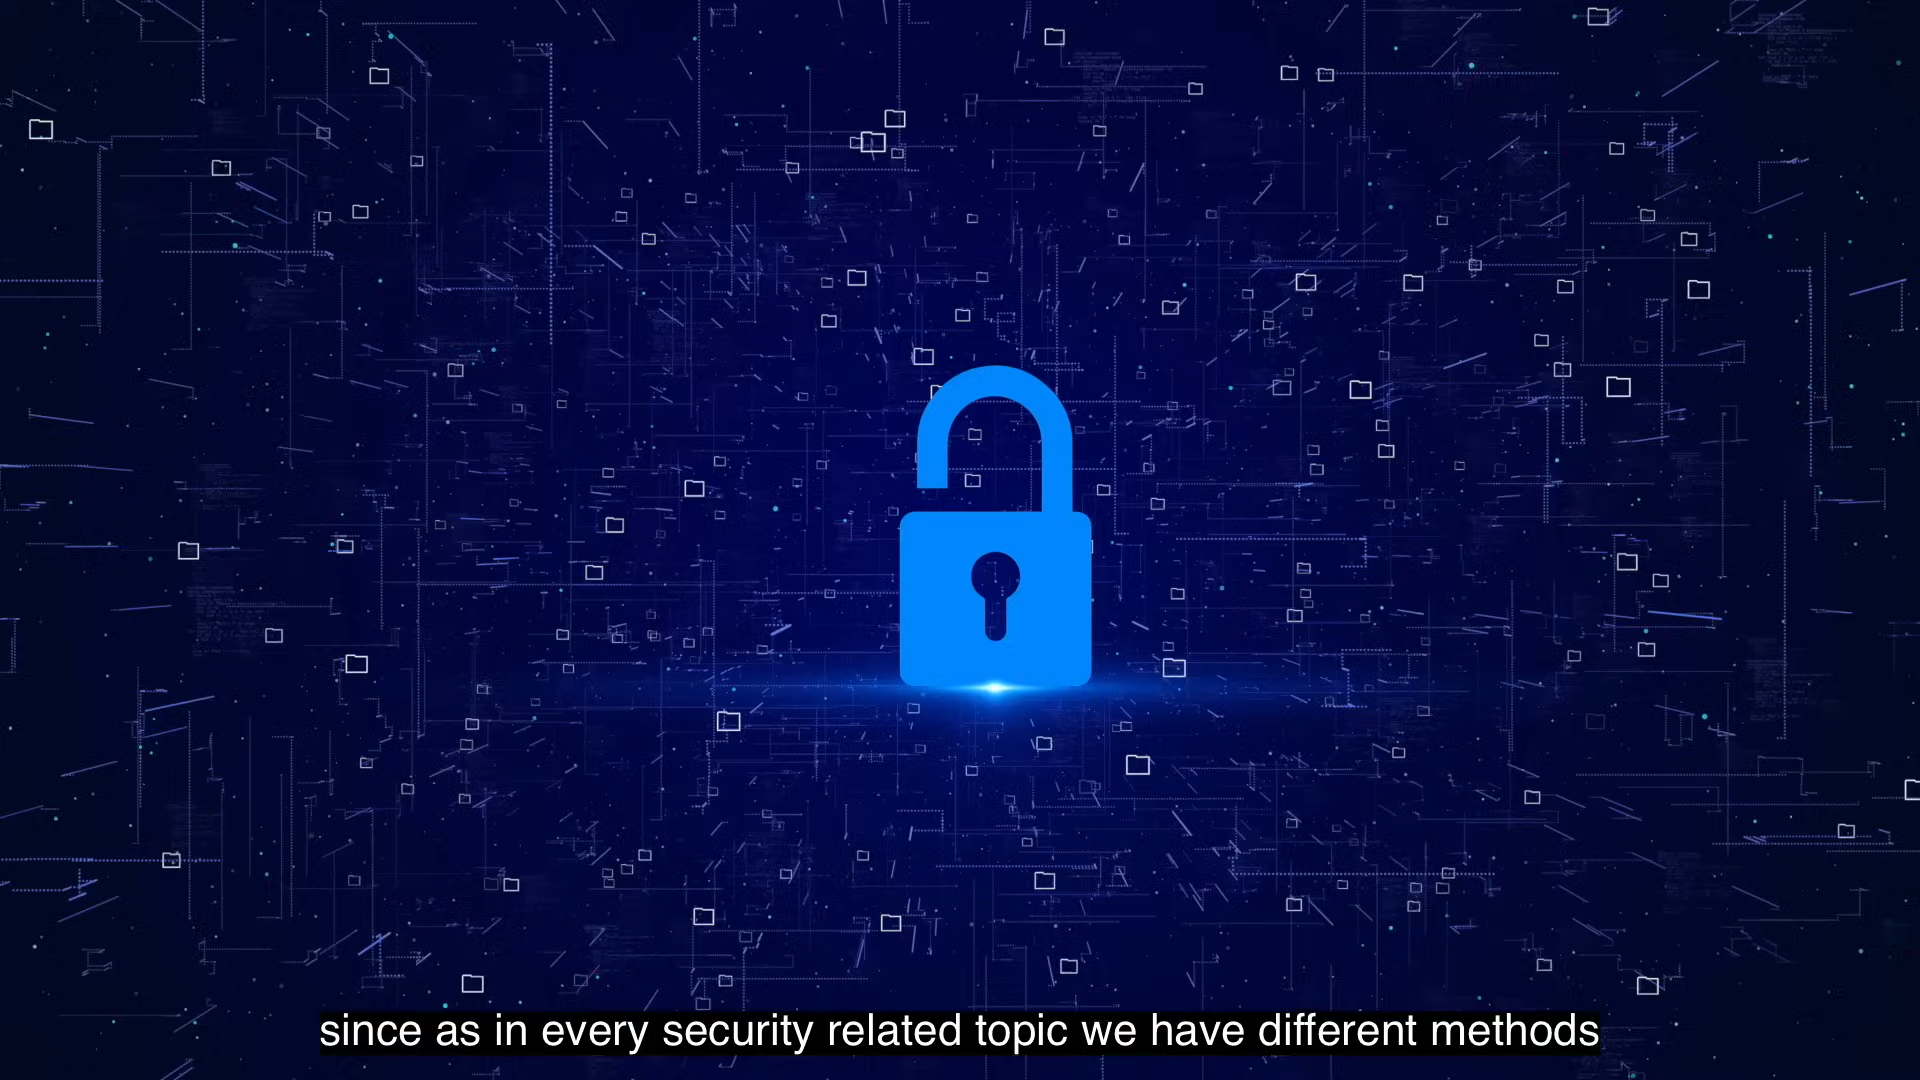 since as in every security related topic we have different methods